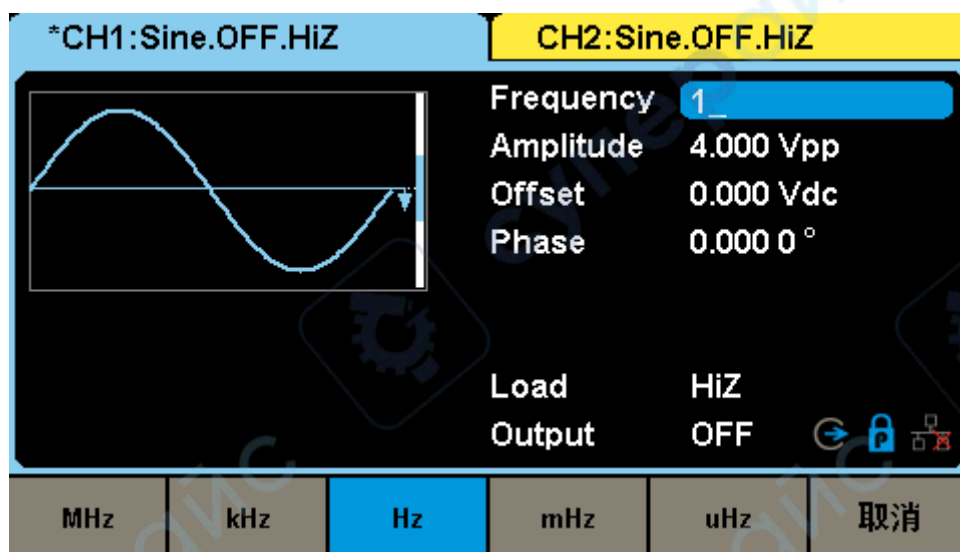 *CH1:Sine.OFF.HiZ CH2:Sine.OFF.HiZ
Frequency 1_
Amplitude 4.000 Vpp
Offset 0.000 Vdc
Phase 0.000 0 °
Load HiZ
Output OFF
MHz kHz Hz mHz uHz 取消